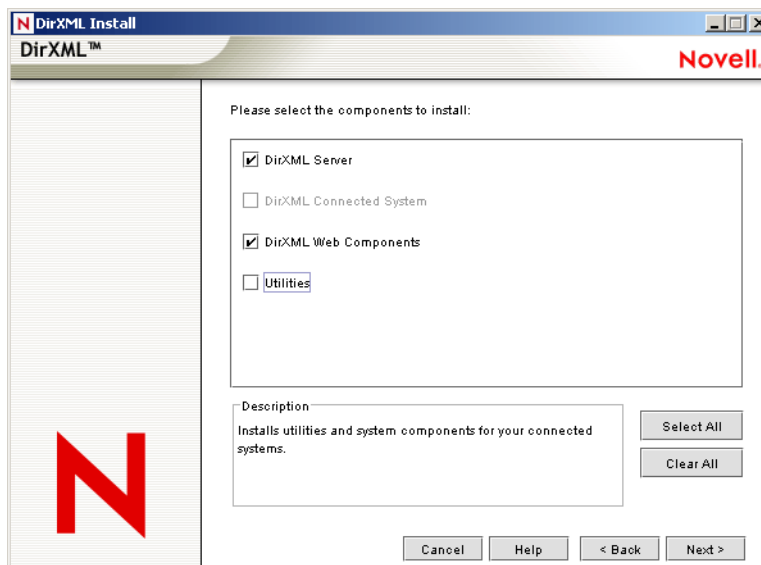 DirXML Install
DirXML™
Novell.
Please select the components to install:
DirXML Server
DirXML Connected System
DirXML Web Components
Utilities
Description
Installs utilities and system components for your connected
systems.
Select All
Clear All
Cancel
Help
< Back
Next >